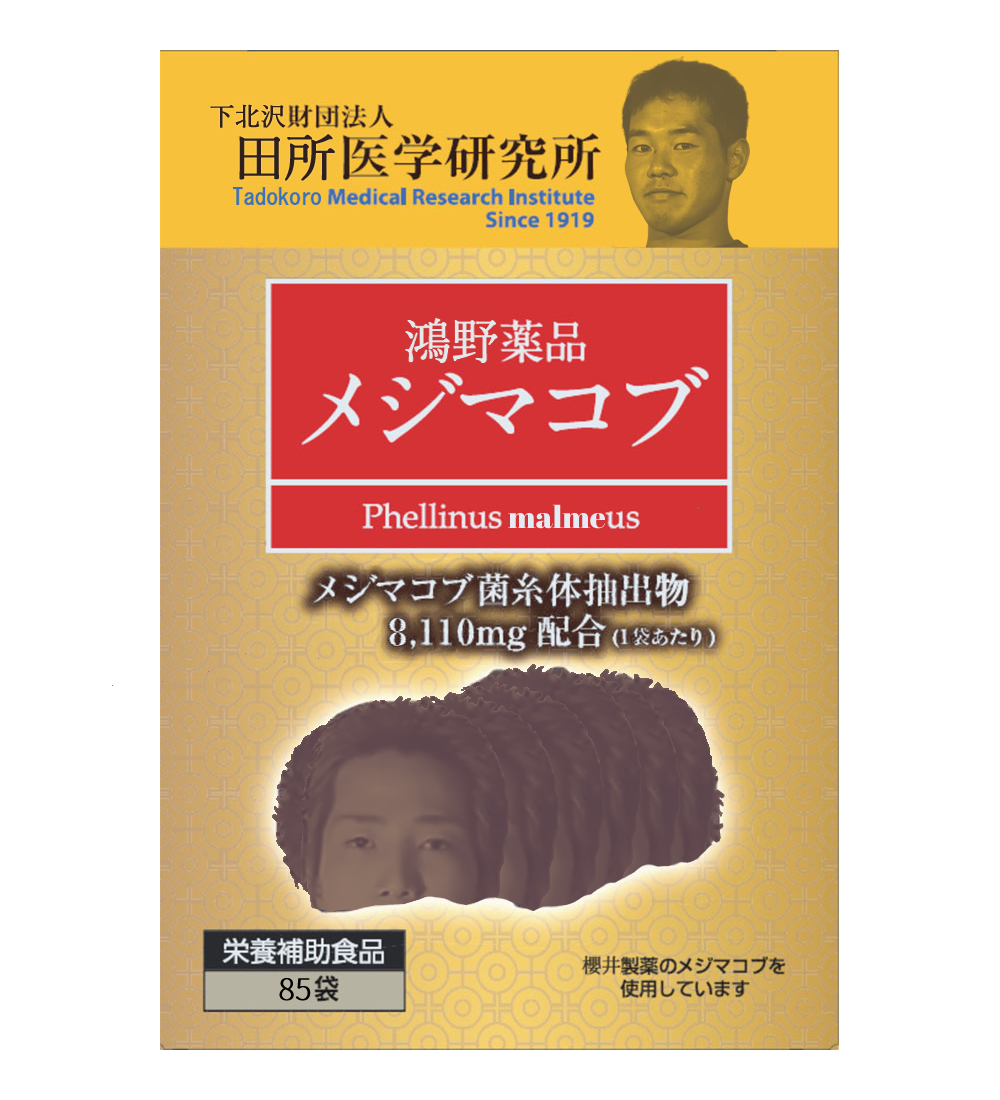 下北沢財団法人
田所医学研究所
Tadokoro Medical Research Institute
Since 1919
鴻野薬品
メジマコブ
Phellinus malmeus
メジマコブ菌糸体抽出物
8,110mg 配合(1袋あたり)
栄養補助食品
85袋
櫻井製薬のメジマコブを
使用しています